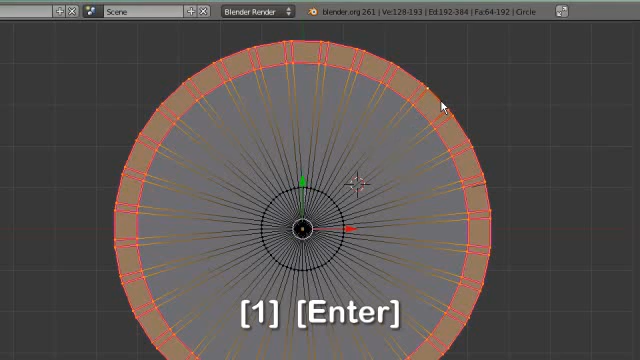 Scene Blender Render blender.org 261 | Ve:128-193 | Ed:192-384 | Fa:64-192 | Circle
[1] [Enter]